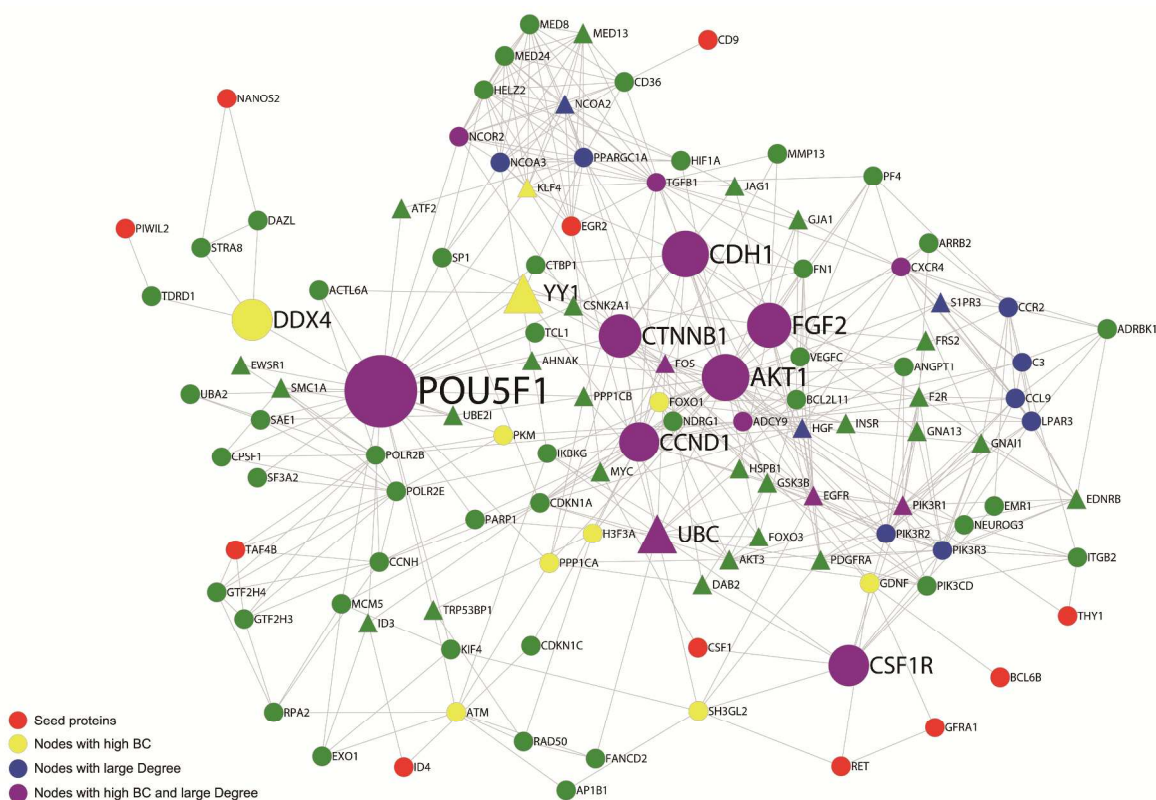 MED8
MED13
CD9
MED24
CD36
HELZ2
NANOS2
NCOA2
NCOR2
NCOA3
PPARGC1A
HIF1A
MMP13
KLF4
TGFB1
JAG1
PF4
ATF2
DAZL
PIWIL2
EGR2
GJA1
STRA8
SP1
CDH1
ARRB2
CTBP1
FN1
CXCR4
TDRD1
ACTL6A
YY1
CSNK2A1
S1PR3
CCR2
DDX4
FGF2
ADRBK1
TCL1
CTNNB1
FRS2
AHNAK
FOS
VEGFC
ANGPT1
C3
EWSR1
POU5F1
AKT1
SMC1A
UBA2
PPP1CB
FOXO1
BCL2L11
F2R
CCL9
SAE1
UBE2I
NDRG1
ADCY9
HGF
INSR
LPAR3
PKM
CCND1
GNA13
GNAI1
CPSF1
POLR2B
IKBKG
SF3A2
MYC
HSPB1
GSK3B
POLR2E
CDKN1A
EGFR
PIK3R1
EMR1
EDNRB
PARP1
H3F3A
UBC
FOXO3
PIK3R2
NEUROG3
TAF4B
PIK3R3
ITGB2
CCNH
PPP1CA
AKT3
PDGFRA
GTF2H4
DAB2
GDNF
PIK3CD
MCM5
TRP53BP1
GTF2H3
ID3
THY1
KIF4
CDKN1C
CSF1
CSF1R
BCL6B
RPA2
ATM
SH3GL2
GFRA1
RAD50
EXO1
ID4
FANCD2
RET
AP1B1
Seed proteins
Nodes with high BC
Nodes with large Degree
Nodes with high BC and large Degree